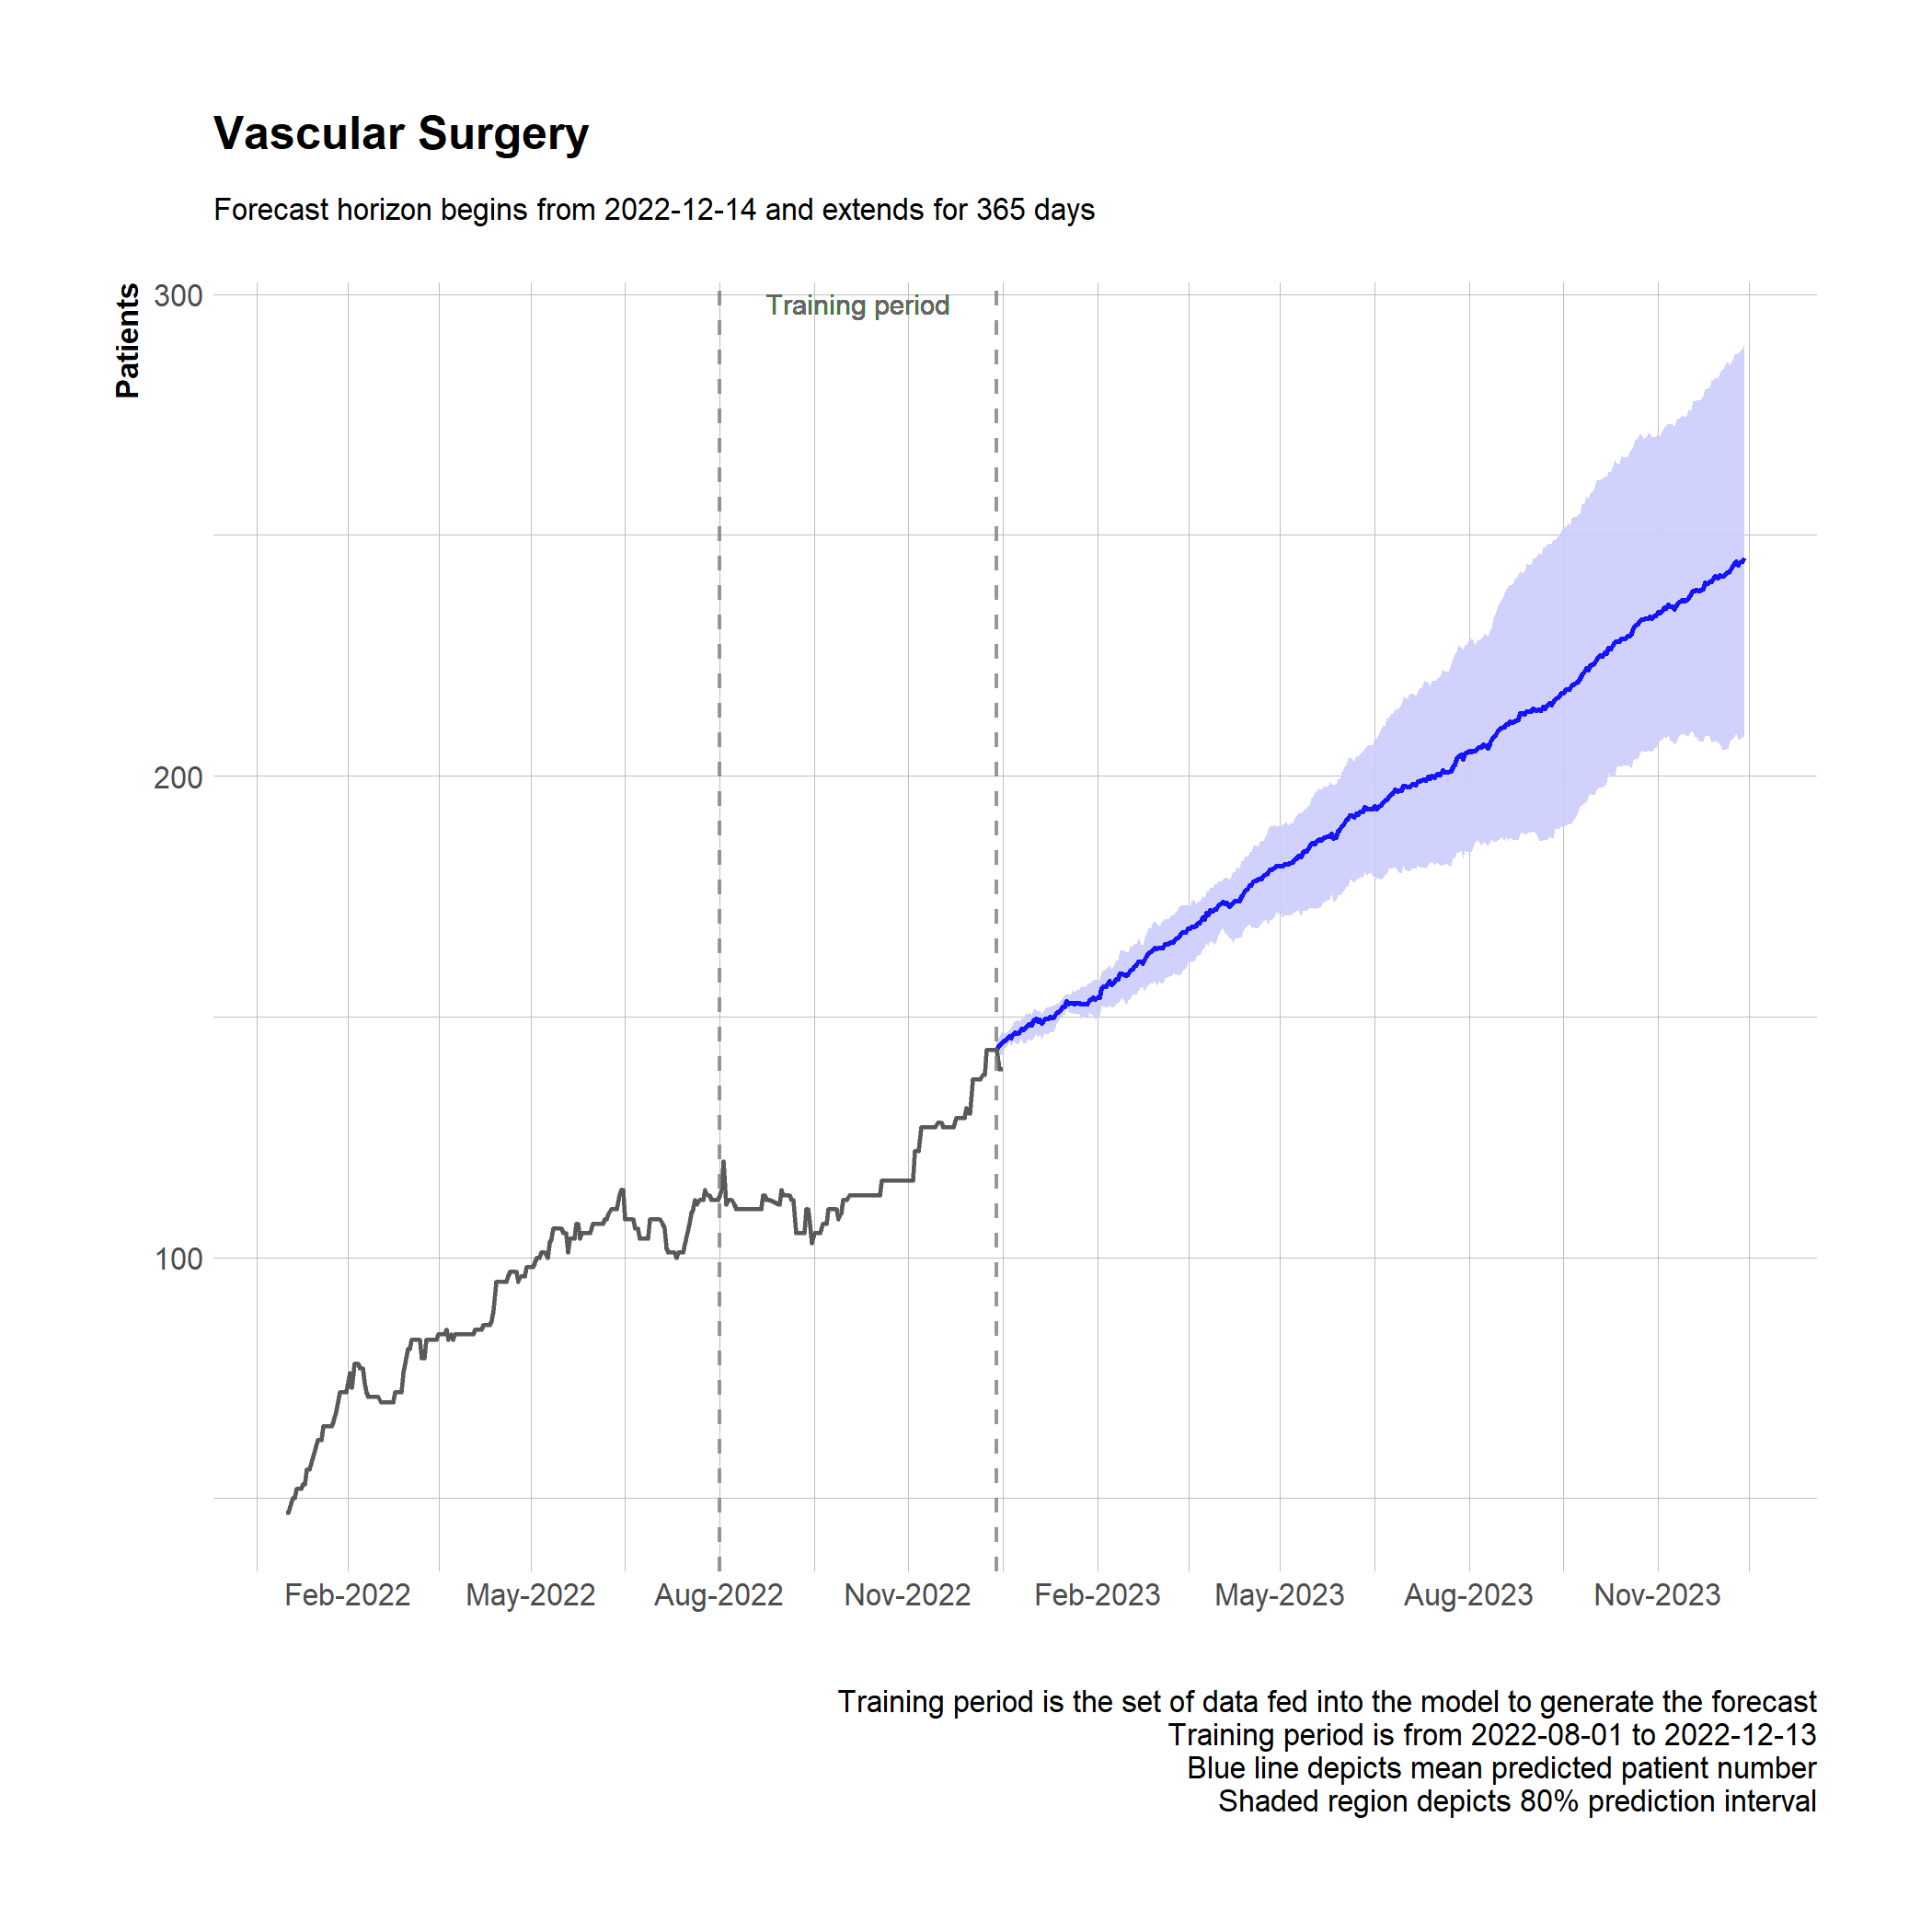 Vascular Surgery
Forecast horizon begins from 2022-12-14 and extends for 365 days
Patients
300
Training period
200
100
Feb-2022 May-2022 Aug-2022 Nov-2022 Feb-2023 May-2023 Aug-2023 Nov-2023
Training period is the set of data fed into the model to generate the forecast
Training period is from 2022-08-01 to 2022-12-13
Blue line depicts mean predicted patient number
Shaded region depicts 80% prediction interval